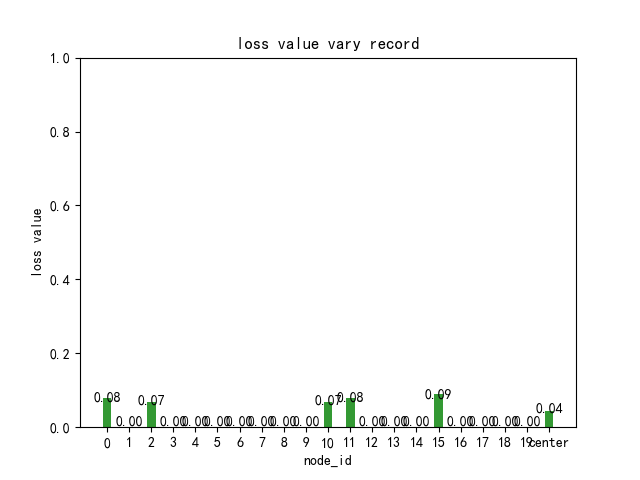 loss value vary record
1.0
0.8
0.6
0.4
0.2
0.0
loss value
0.08 0.00 0.07 0.00 0.00 0.00 0.00 0.00 0.00 0.00 0.07 0.08 0.00 0.00 0.00 0.09 0.00 0.00 0.00 0.00 0.04
0 1 2 3 4 5 6 7 8 9 10 11 12 13 14 15 16 17 18 19 center
node_id